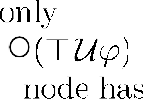 only
○(⊤𝒰φ)
node has